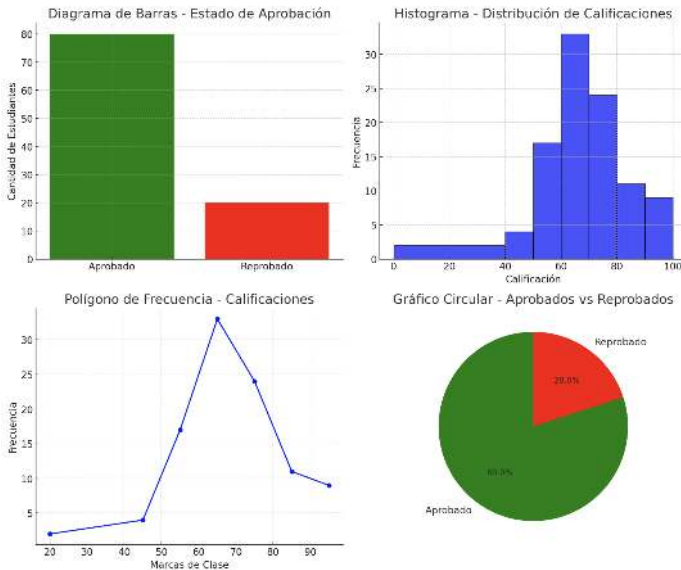 Diagrama de Barras - Estado de Aprobación
Cantidad de Estudiantes
80
70
60
50
40
30
20
10
0
Aprobado
Reprobado
Histograma - Distribución de Calificaciones
Frecuencia
30
25
20
15
10
5
0
0
20
40
60
80
100
Calificación
Polígono de Frecuencia - Calificaciones
Frecuencia
30
25
20
15
10
5
20
30
40
50
60
70
80
90
Marcas de Clase
Gráfico Circular - Aprobados vs Reprobados
Reprobado
20.0%
80.0%
Aprobado